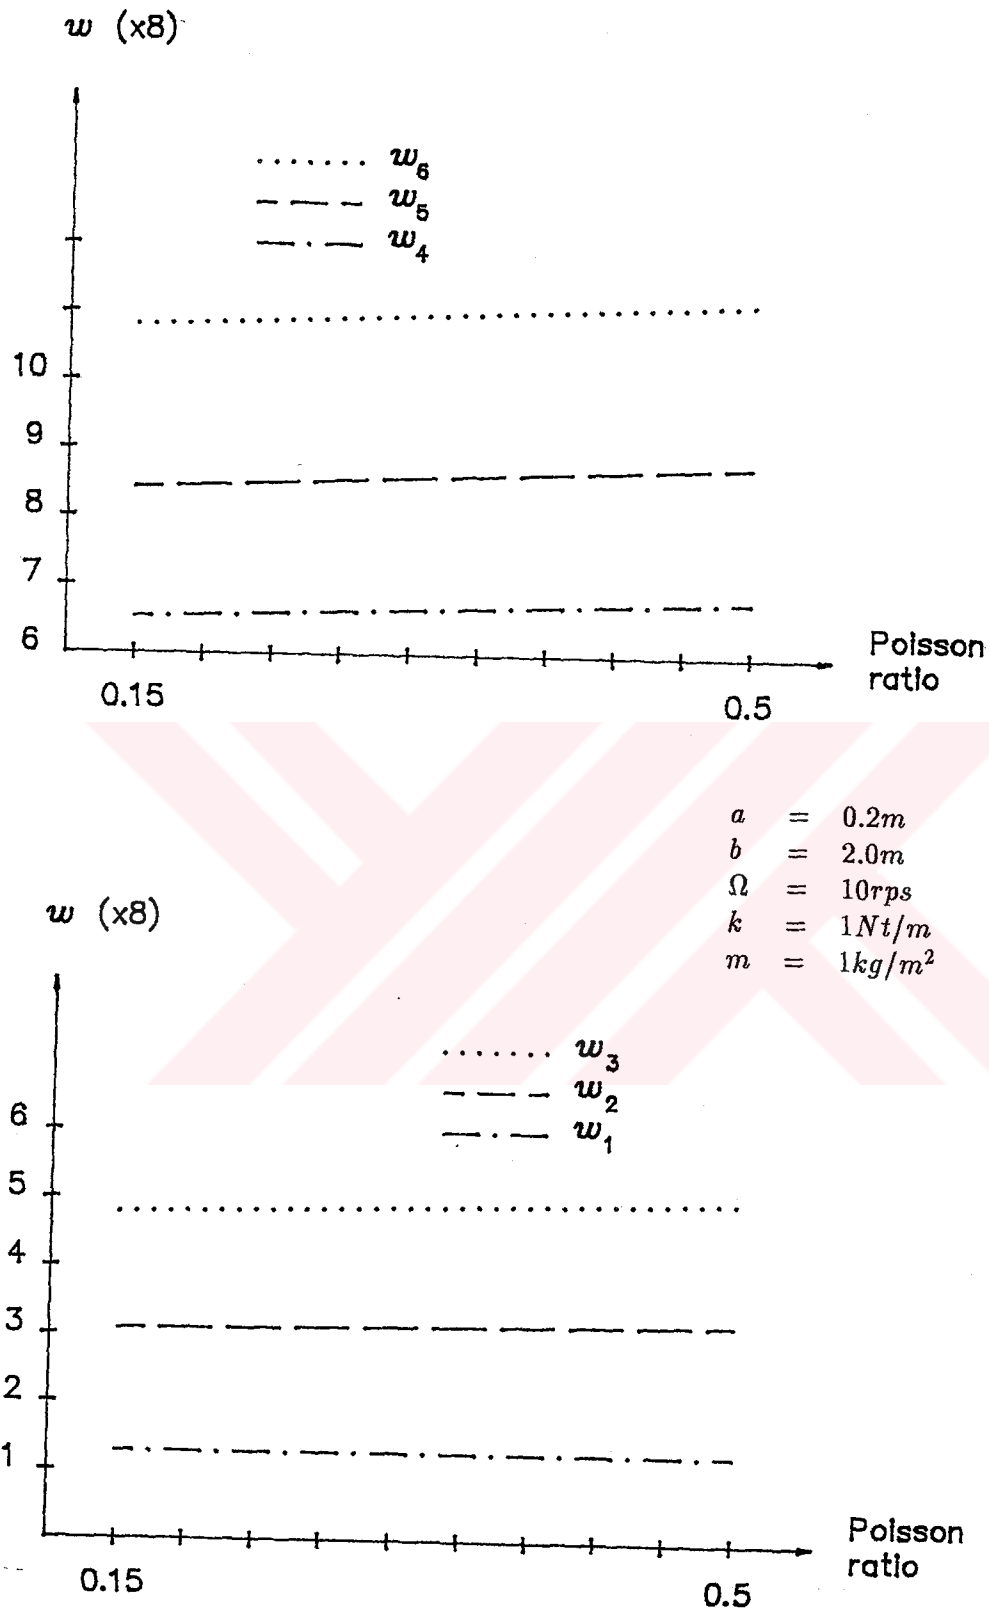 w (x8)
w6
w5
w4
10
9
8
7
6
0.15
0.5
Poisson
ratio
a = 0.2m
b = 2.0m
Ω = 10rps
k = 1Nt/m
m = 1kg/m²
w (x8)
w3
w2
w1
6
5
4
3
2
1
0.15
0.5
Poisson
ratio